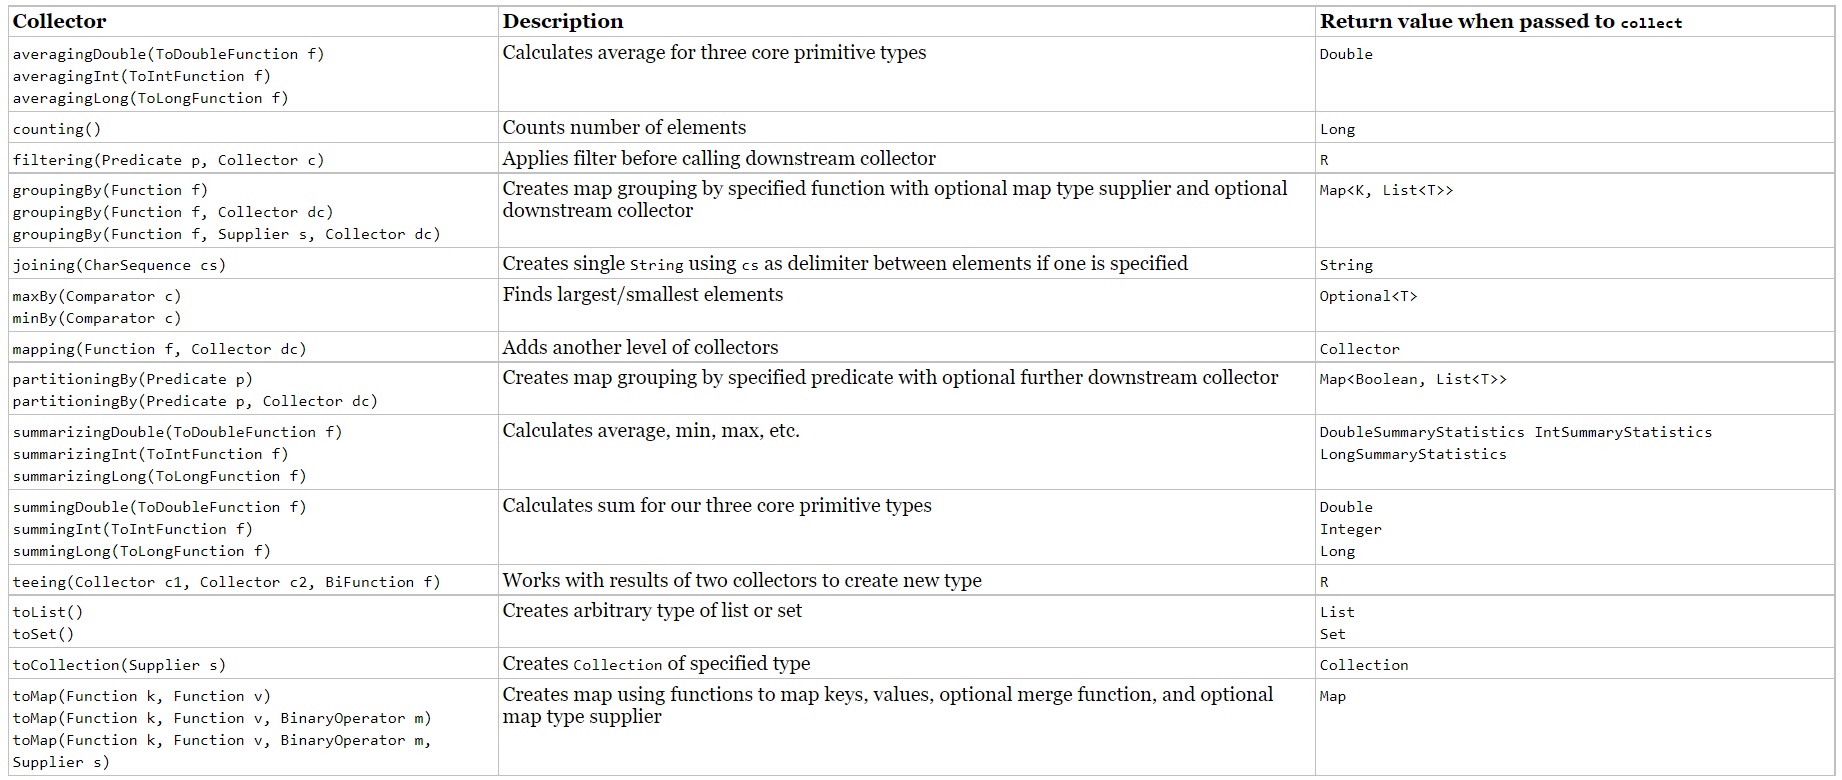 Collector Description Return value when passed to collect
averagingDouble(ToDoubleFunction f) Calculates average for three core primitive types Double
averagingInt(ToIntFunction f)
averagingLong(ToLongFunction f)
counting() Counts number of elements Long
filtering(Predicate p, Collector c) Applies filter before calling downstream collector R
groupingBy(Function f) Creates map grouping by specified function with optional map type supplier and optional Map<K, List<T>>
groupingBy(Function f, Collector dc) downstream collector
groupingBy(Function f, Supplier s, Collector dc)
joining(CharSequence cs) Creates single String using cs as delimiter between elements if one is specified String
maxBy(Comparator c) Finds largest/smallest elements Optional<T>
minBy(Comparator c)
mapping(Function f, Collector dc) Adds another level of collectors Collector
partitioningBy(Predicate p) Creates map grouping by specified predicate with optional further downstream collector Map<Boolean, List<T>>
partitioningBy(Predicate p, Collector dc)
summarizingDouble(ToDoubleFunction f) Calculates average, min, max, etc. DoubleSummaryStatistics IntSummaryStatistics
summarizingInt(ToIntFunction f) LongSummaryStatistics
summarizingLong(ToLongFunction f)
summingDouble(ToDoubleFunction f) Calculates sum for our three core primitive types Double
summingInt(ToIntFunction f) Integer
summingLong(ToLongFunction f) Long
teeing(Collector c1, Collector c2, BiFunction f) Works with results of two collectors to create new type R
toList() Creates arbitrary type of list or set List
toSet() Set
toCollection(Supplier s) Creates Collection of specified type Collection
toMap(Function k, Function v) Creates map using functions to map keys, values, optional merge function, and optional Map
toMap(Function k, Function v, BinaryOperator m) map type supplier
toMap(Function k, Function v, BinaryOperator m,
Supplier s)